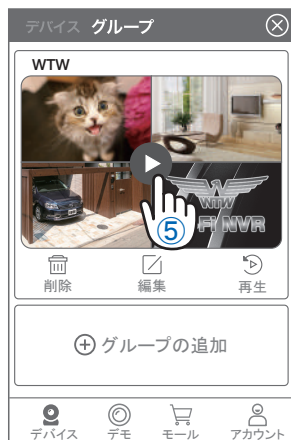 デバイス グループ
WTW
WTW
Fi NVR
⑤
削除 編集 再生
グループの追加
デバイス デモ モール アカウント